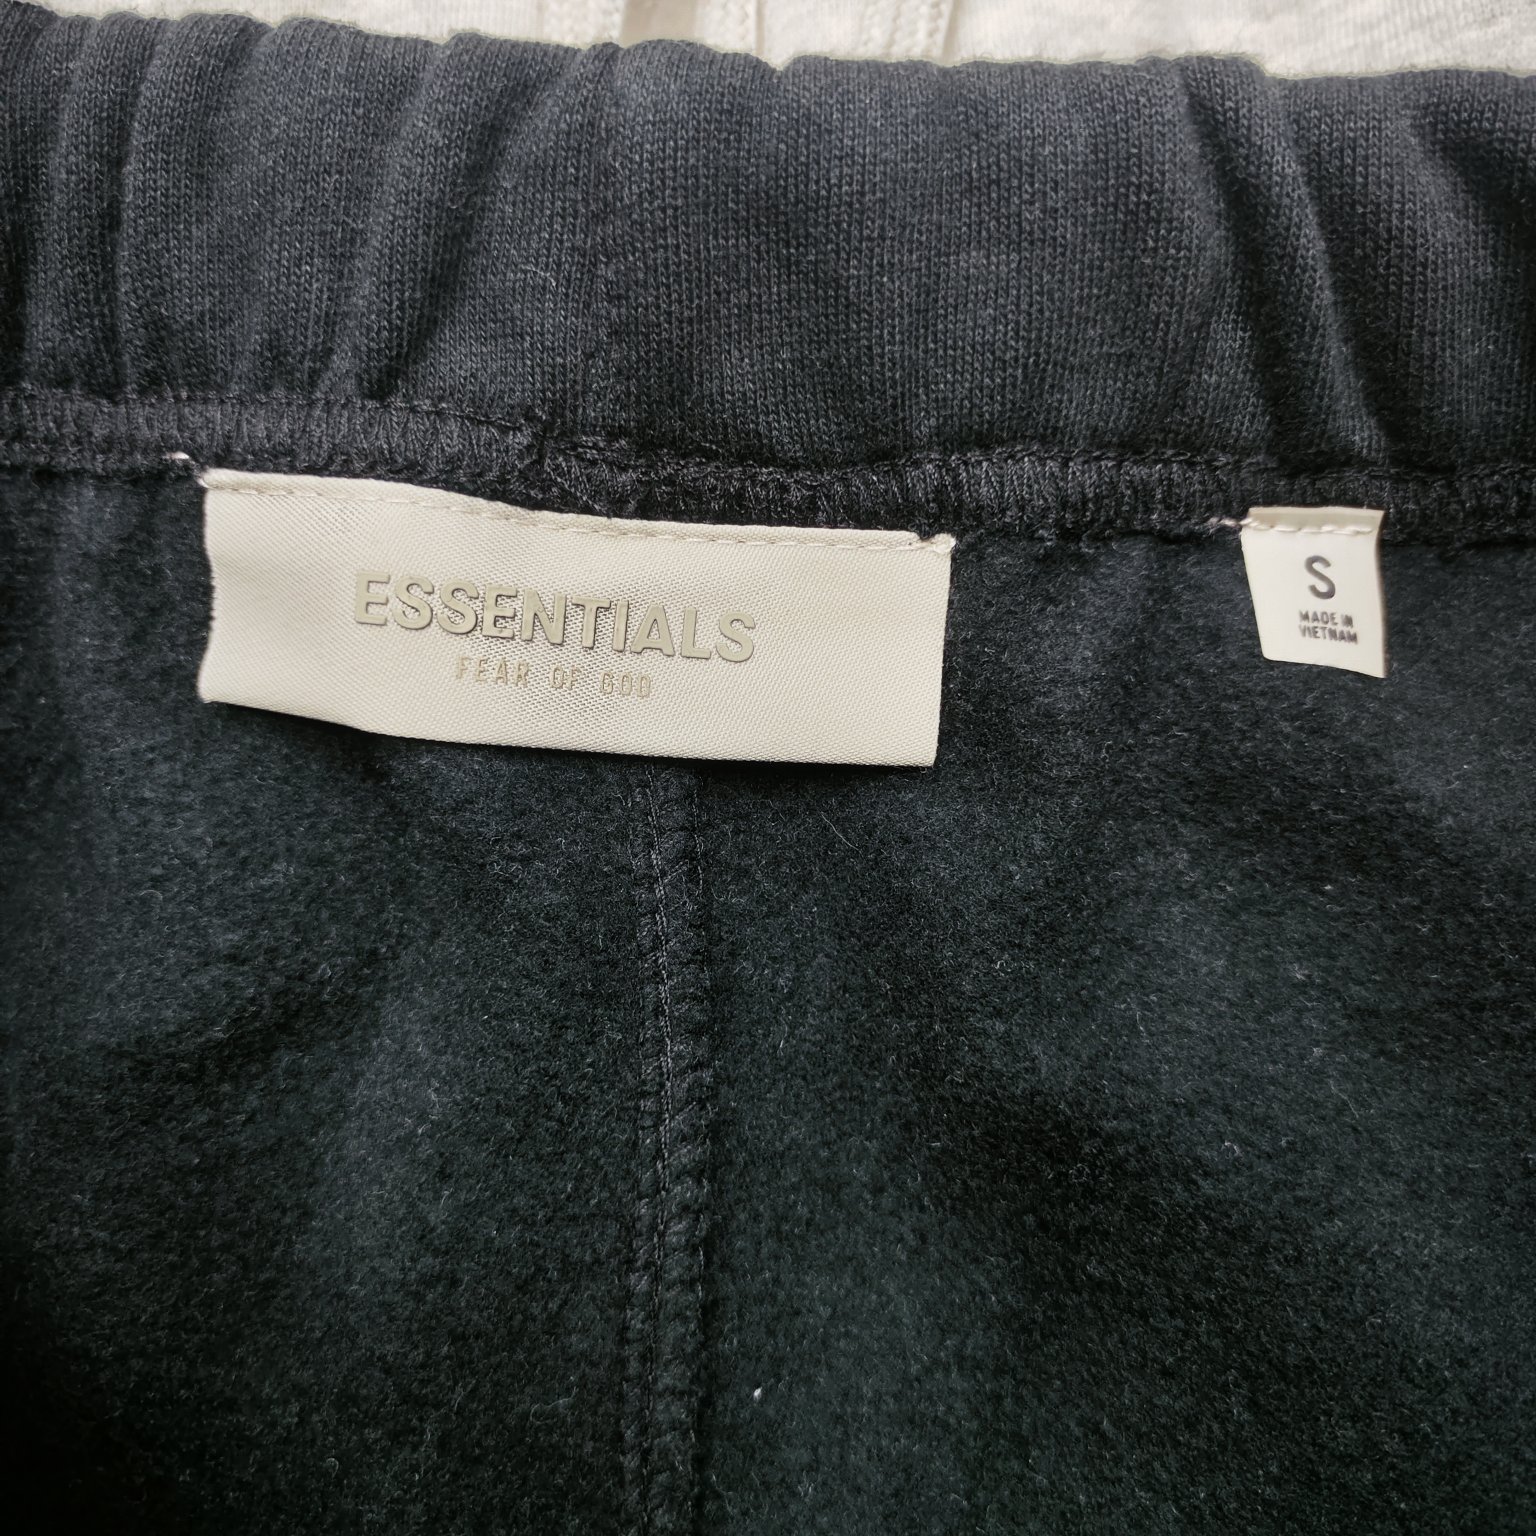 ESSENTIALS
FEAR OF GOD
S
MADE IN
VIETNAM